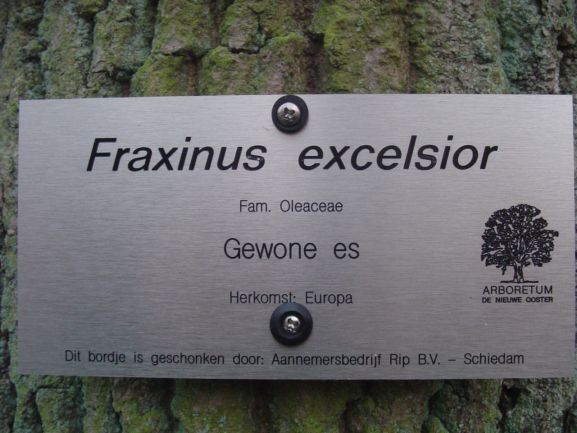 Fraxinus excelsior
Fam. Oleaceae
Gewone es
Herkomst: Europa
ARBORETUM
DE NIEUWE OOSTER
Dit bordje is geschonken door: Aannemersbedrijf Rip B.V. – Schiedam